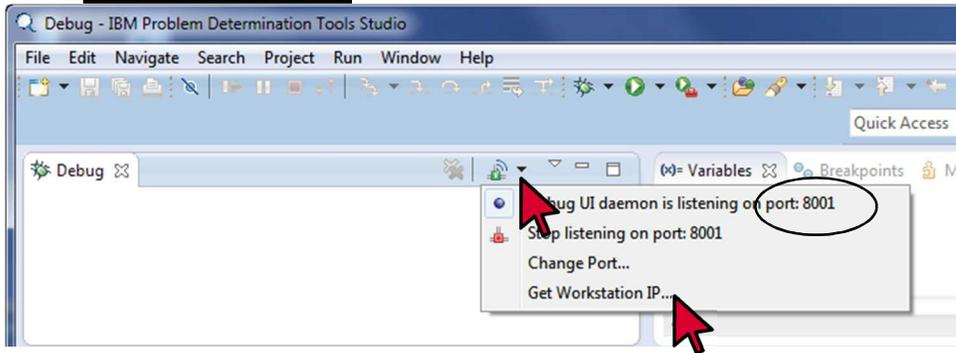 Debug - IBM Problem Determination Tools Studio
File Edit Navigate Search Project Run Window Help
Quick Access
Debug
(x)= Variables Breakpoints M
bug UI daemon is listening on port: 8001
Stop listening on port: 8001
Change Port...
Get Workstation IP...